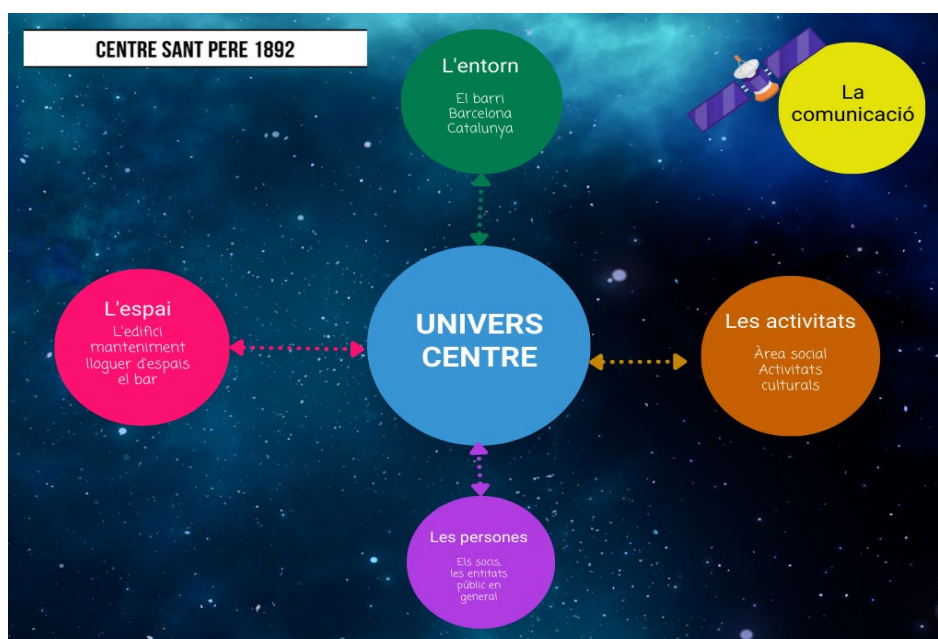 CENTRE SANT PERE 1892
L'entorn
El barri
Barcelona
Catalunya
La
comunicació
L'espai
L'edifici
manteniment
lloguer d'espais
el bar
UNIVERS
CENTRE
Les activitats
Àrea social
Activitats
culturals
Les persones
Els socis,
les entitats
públic en
general